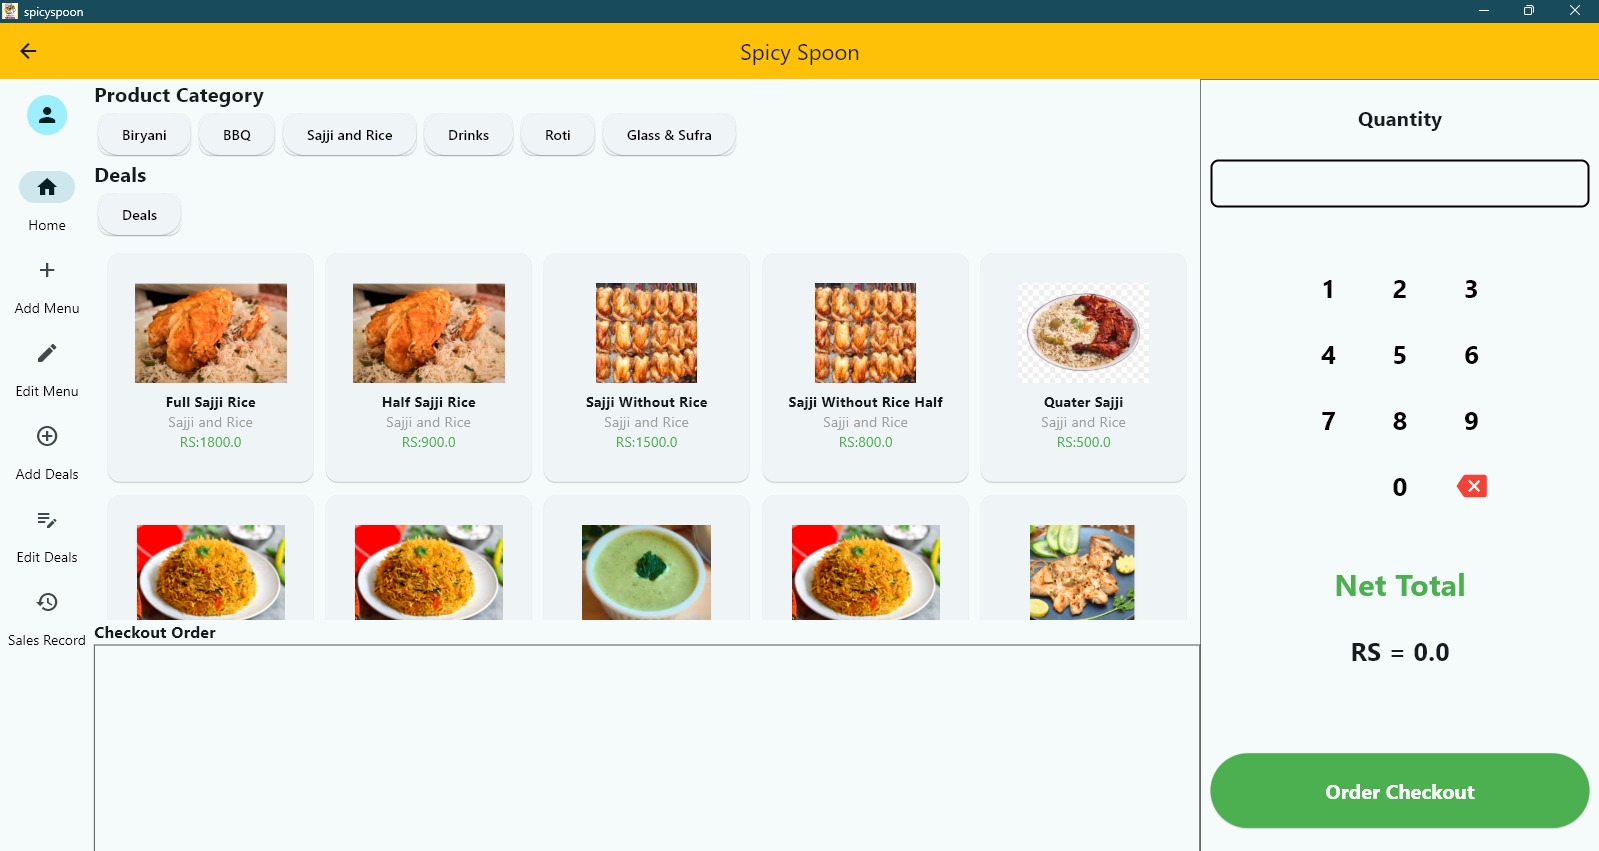 spicyspoon
Spicy Spoon
Home
Add Menu
Edit Menu
Add Deals
Edit Deals
Sales Record
Product Category
Biryani
BBQ
Sajji and Rice
Drinks
Roti
Glass & Sufra
Deals
Deals
Full Sajji Rice
Sajji and Rice
RS:1800.0
Half Sajji Rice
Sajji and Rice
RS:900.0
Sajji Without Rice
Sajji and Rice
RS:1500.0
Sajji Without Rice Half
Sajji and Rice
RS:800.0
Quater Sajji
Sajji and Rice
RS:500.0
Checkout Order
Quantity
1 2 3
4 5 6
7 8 9
0
Net Total
RS = 0.0
Order Checkout